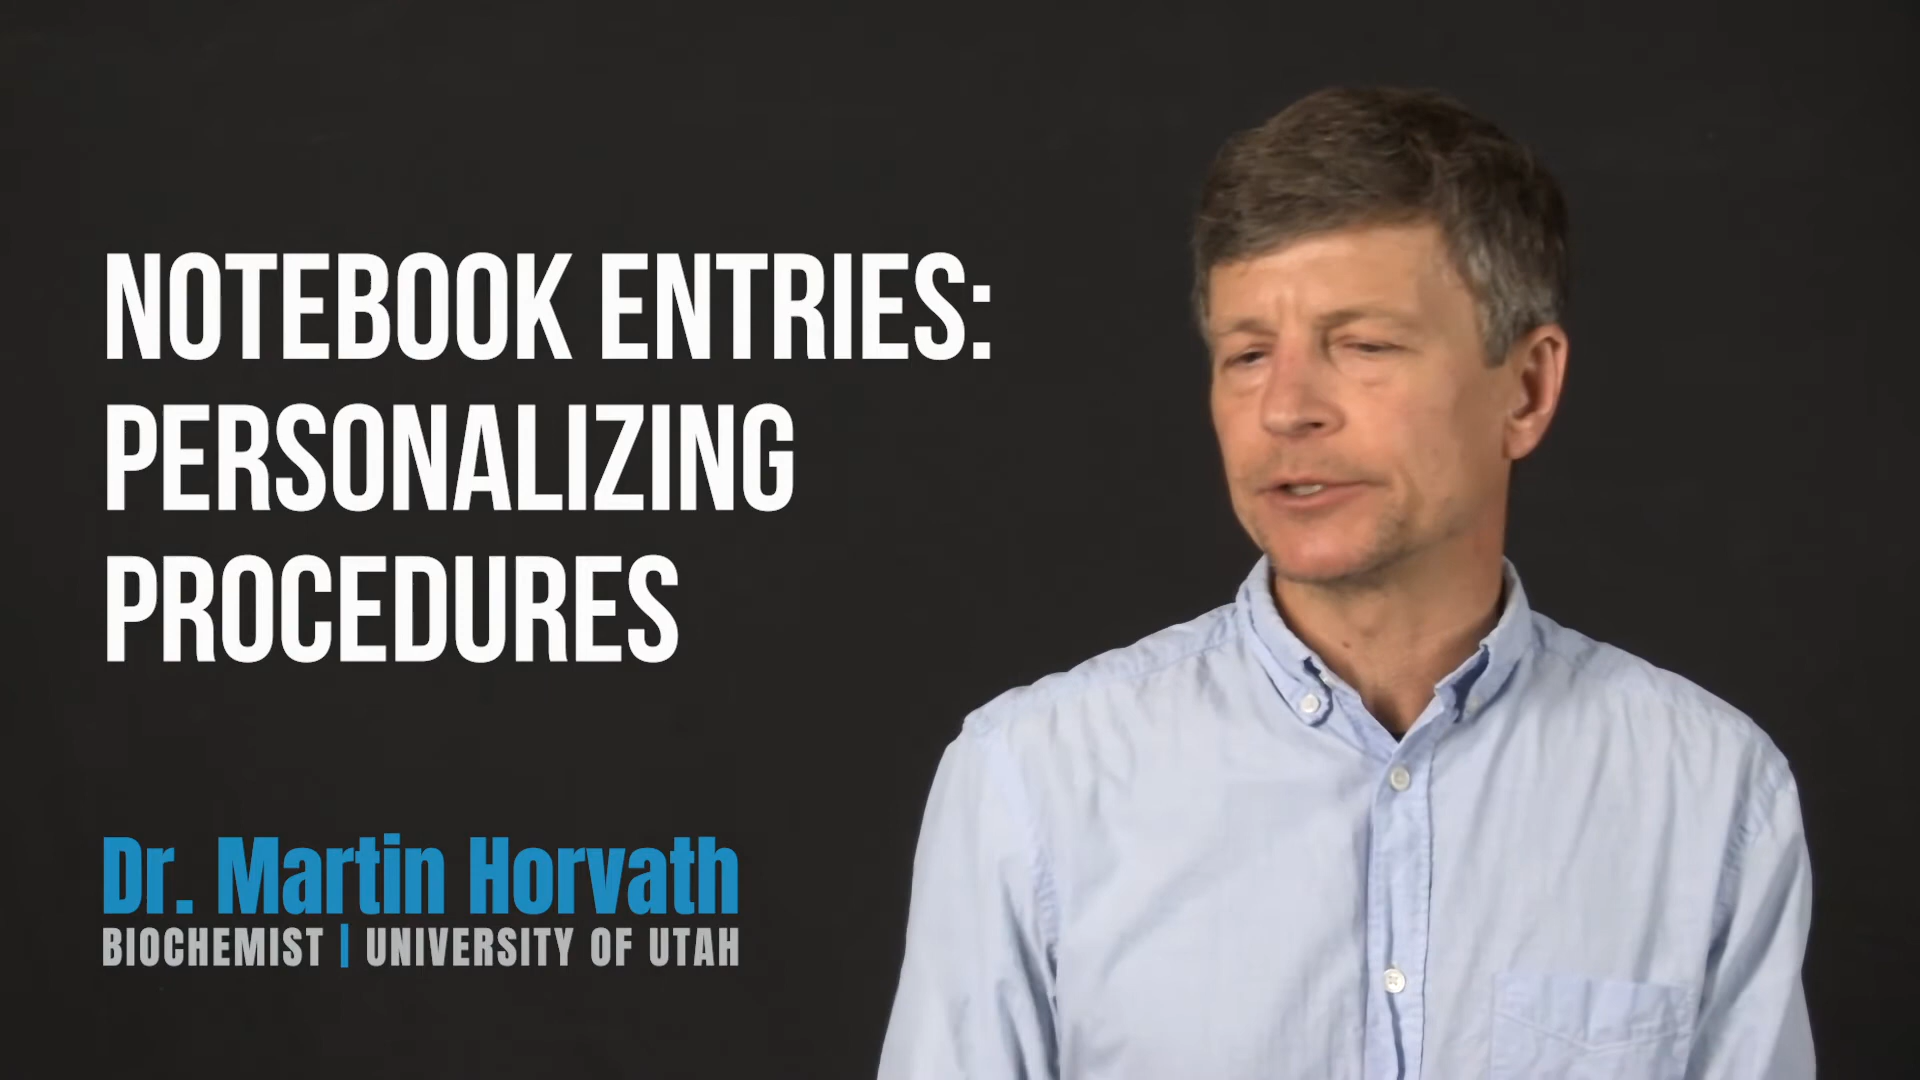 NOTEBOOK ENTRIES:
PERSONALIZING
PROCEDURES
Dr. Martin Horvath
BIOCHEMIST | UNIVERSITY OF UTAH